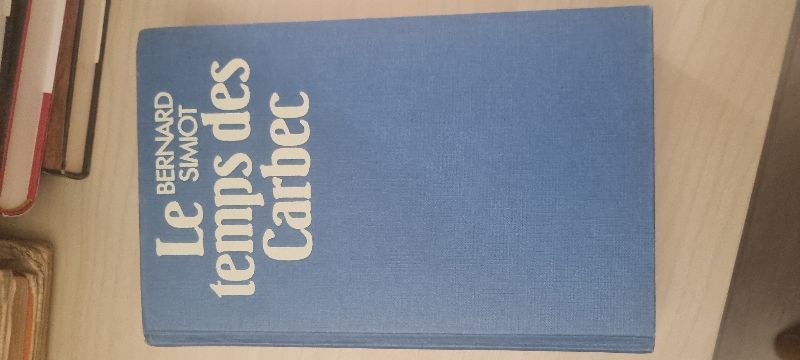 BERNARD
SIMIOT
Le
temps des
Carbec